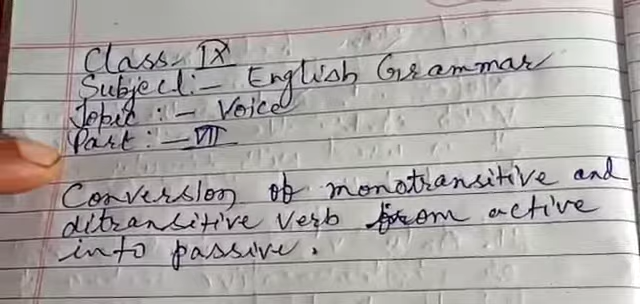 Class - IX
Subject :- English Grammar
Topic :- Voice
Part :- VII
Conversion of monotransitive and
ditransitive verb from active
into passive.